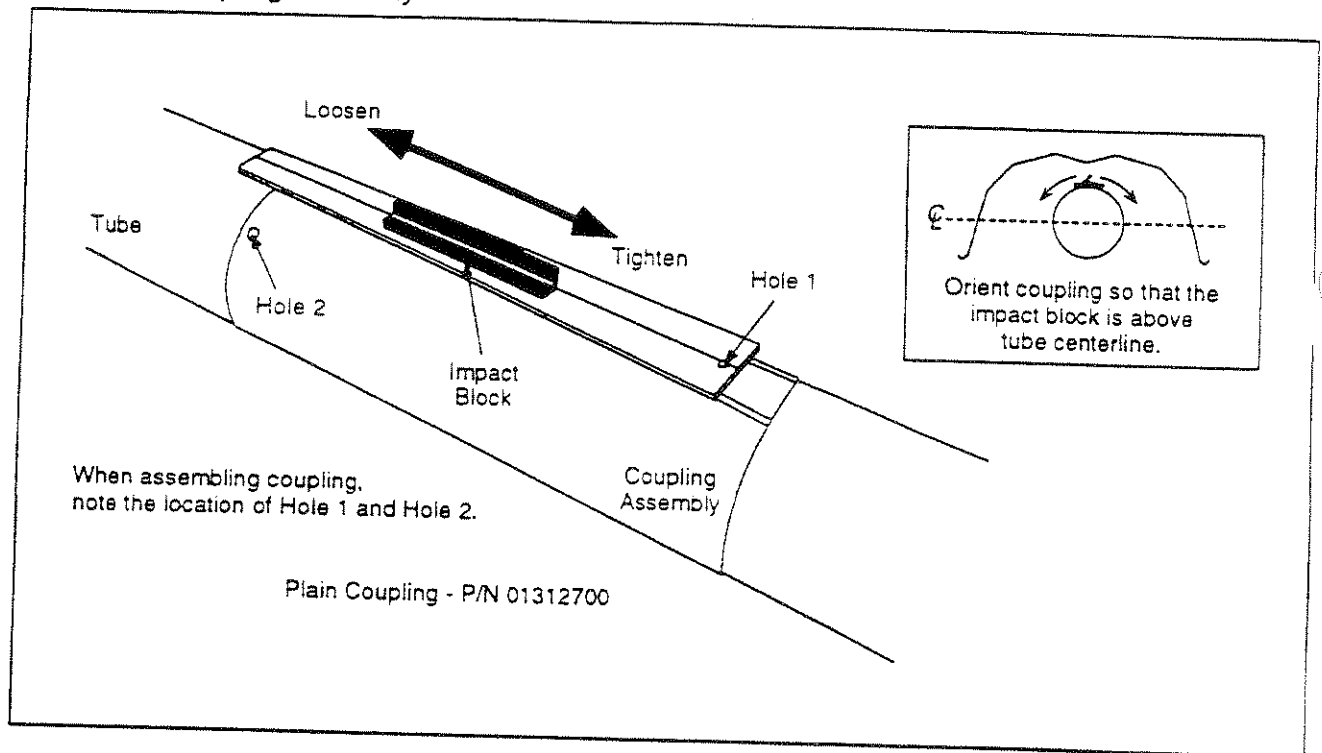 Loosen
Tube
Tighten
Hole 1
Hole 2
Impact
Block
℄
Orient coupling so that the
impact block is above
tube centerline.
When assembling coupling,
note the location of Hole 1 and Hole 2.
Coupling
Assembly
Plain Coupling - P/N 01312700